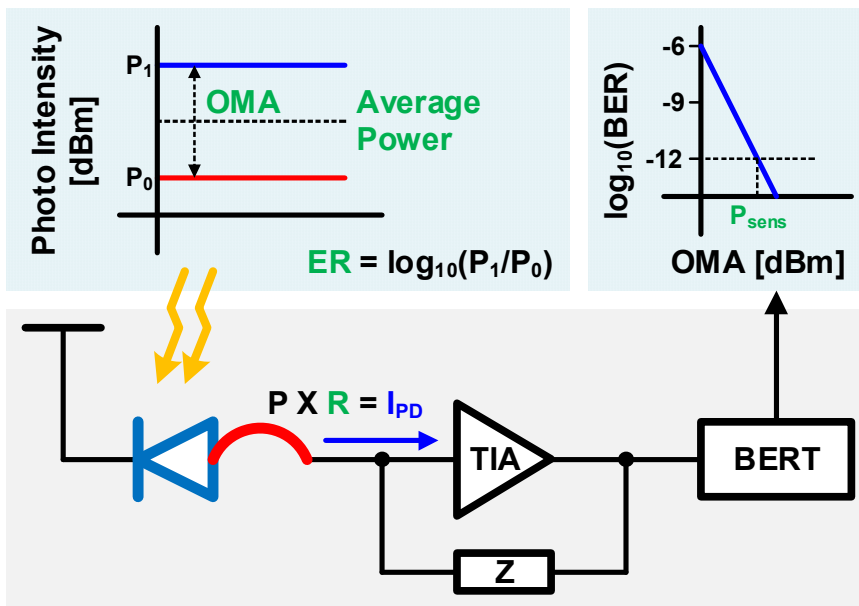 Photo Intensity
[dBm]
P₁
P₀
OMA
Average
Power
ER = log₁₀(P₁/P₀)
log₁₀(BER)
-6
-9
-12
Pₛₑₙₛ
OMA [dBm]
P X R = I_PD
TIA
Z
BERT